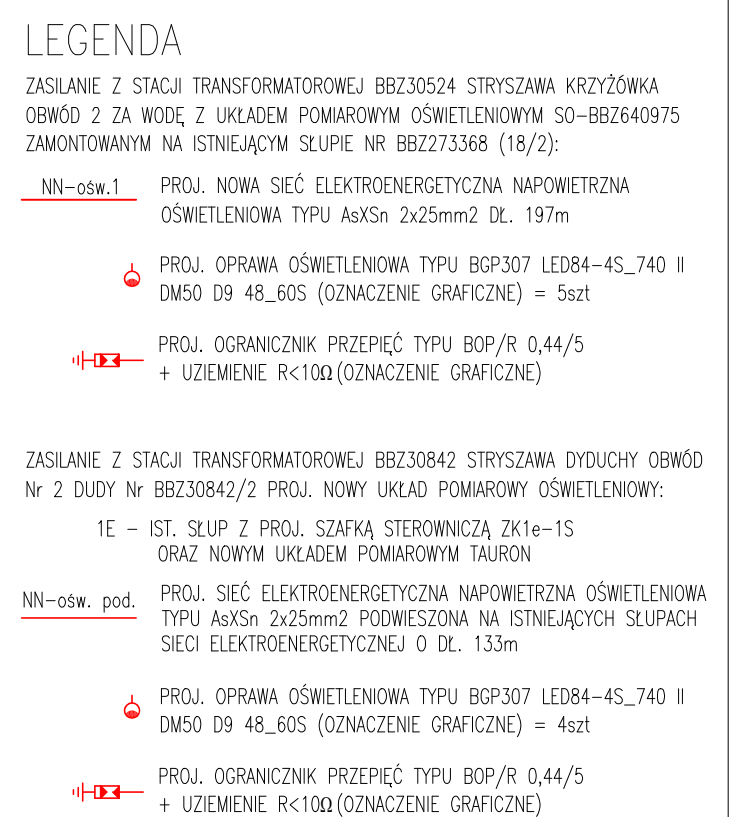 LEGENDA
ZASILANIE Z STACJI TRANSFORMATOROWEJ BBZ30524 STRYSZAWA KRZYŻÓWKA
OBWÓD 2 ZA WODĘ Z UKŁADEM POMIAROWYM OŚWIETLENIOWYM SO-BBZ640975
ZAMONTOWANYM NA ISTNIEJĄCYM SŁUPIE NR BBZ273368 (18/2):
NN-ośw.1 PROJ. NOWA SIEĆ ELEKTROENERGETYCZNA NAPOWIETRZNA
OŚWIETLENIOWA TYPU AsXSn 2x25mm2 DŁ. 197m
PROJ. OPRAWA OŚWIETLENIOWA TYPU BGP307 LED84-4S_740 II
DM50 D9 48_60S (OZNACZENIE GRAFICZNE) = 5szt
PROJ. OGRANICZNIK PRZEPIĘĆ TYPU BOP/R 0,44/5
+ UZIEMIENIE R<10Ω (OZNACZENIE GRAFICZNE)
ZASILANIE Z STACJI TRANSFORMATOROWEJ BBZ30842 STRYSZAWA DYDUCHY OBWÓD
Nr 2 DUDY Nr BBZ30842/2 PROJ. NOWY UKŁAD POMIAROWY OŚWIETLENIOWY:
1E - IST. SŁUP Z PROJ. SZAFKĄ STEROWNICZĄ ZK1e-1S
ORAZ NOWYM UKŁADEM POMIAROWYM TAURON
NN-ośw. pod. PROJ. SIEĆ ELEKTROENERGETYCZNA NAPOWIETRZNA OŚWIETLENIOWA
TYPU AsXSn 2x25mm2 PODWIESZONA NA ISTNIEJĄCYCH SŁUPACH
SIECI ELEKTROENERGETYCZNEJ O DŁ. 133m
PROJ. OPRAWA OŚWIETLENIOWA TYPU BGP307 LED84-4S_740 II
DM50 D9 48_60S (OZNACZENIE GRAFICZNE) = 4szt
PROJ. OGRANICZNIK PRZEPIĘĆ TYPU BOP/R 0,44/5
+ UZIEMIENIE R<10Ω (OZNACZENIE GRAFICZNE)